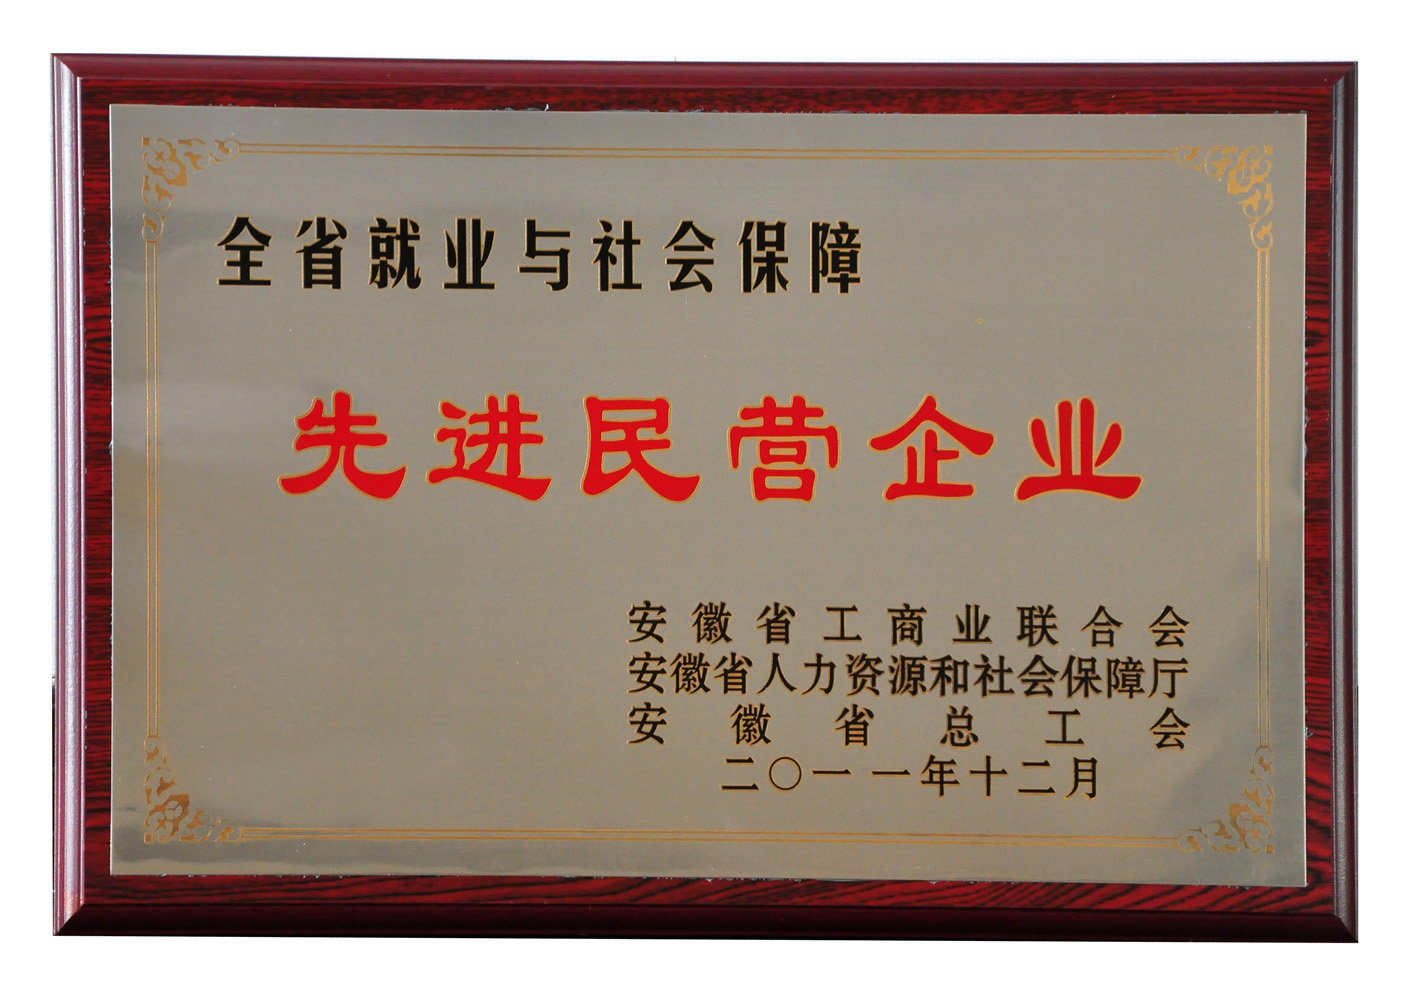 全省就业与社会保障
先进民营企业
安徽省工商业联合会
安徽省人力资源和社会保障厅
安徽省总工会
二〇一一年十二月